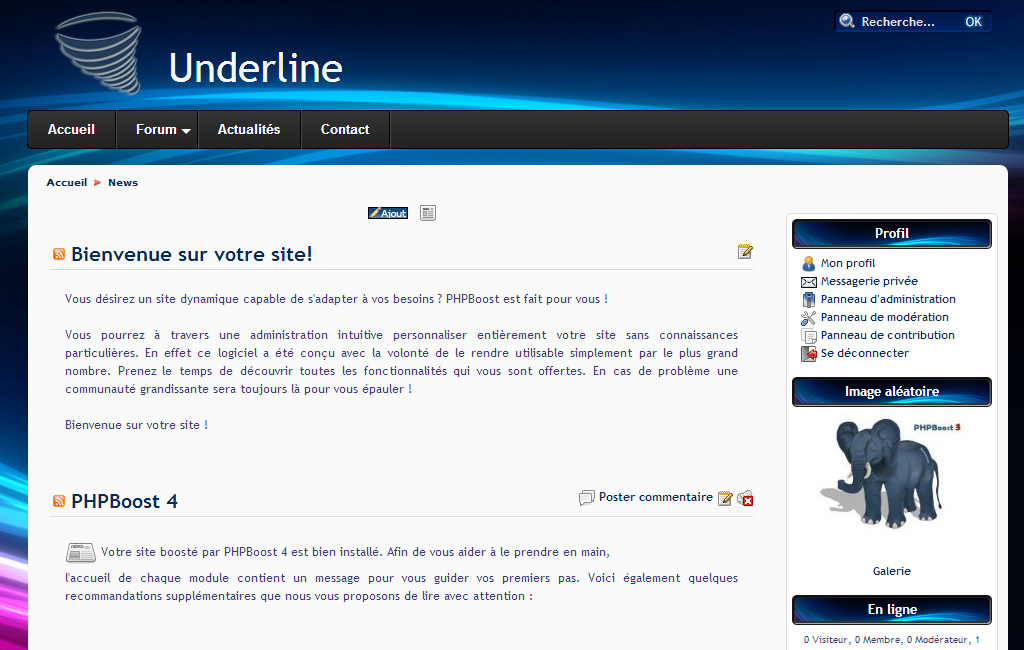 Recherche... OK
Underline
Accueil Forum Actualités Contact
Accueil News
Ajout
Bienvenue sur votre site!
Vous désirez un site dynamique capable de s'adapter à vos besoins ? PHPBoost est fait pour vous !
Vous pourrez à travers une administration intuitive personnaliser entièrement votre site sans connaissances
particulières. En effet ce logiciel a été conçu avec la volonté de le rendre utilisable simplement par le plus grand
nombre. Prenez le temps de découvrir toutes les fonctionnalités qui vous sont offertes. En cas de problème une
communauté grandissante sera toujours là pour vous épauler !
Bienvenue sur votre site !
PHPBoost 4
Poster commentaire
Votre site boosté par PHPBoost 4 est bien installé. Afin de vous aider à le prendre en main,
l'accueil de chaque module contient un message pour vous guider vos premiers pas. Voici également quelques
recommandations supplémentaires que nous vous proposons de lire avec attention :
Profil
Mon profil
Messagerie privée
Panneau d'administration
Panneau de modération
Panneau de contribution
Se déconnecter
Image aléatoire
PHPBoost 3
Galerie
En ligne
0 Visiteur, 0 Membre, 0 Modérateur, 1